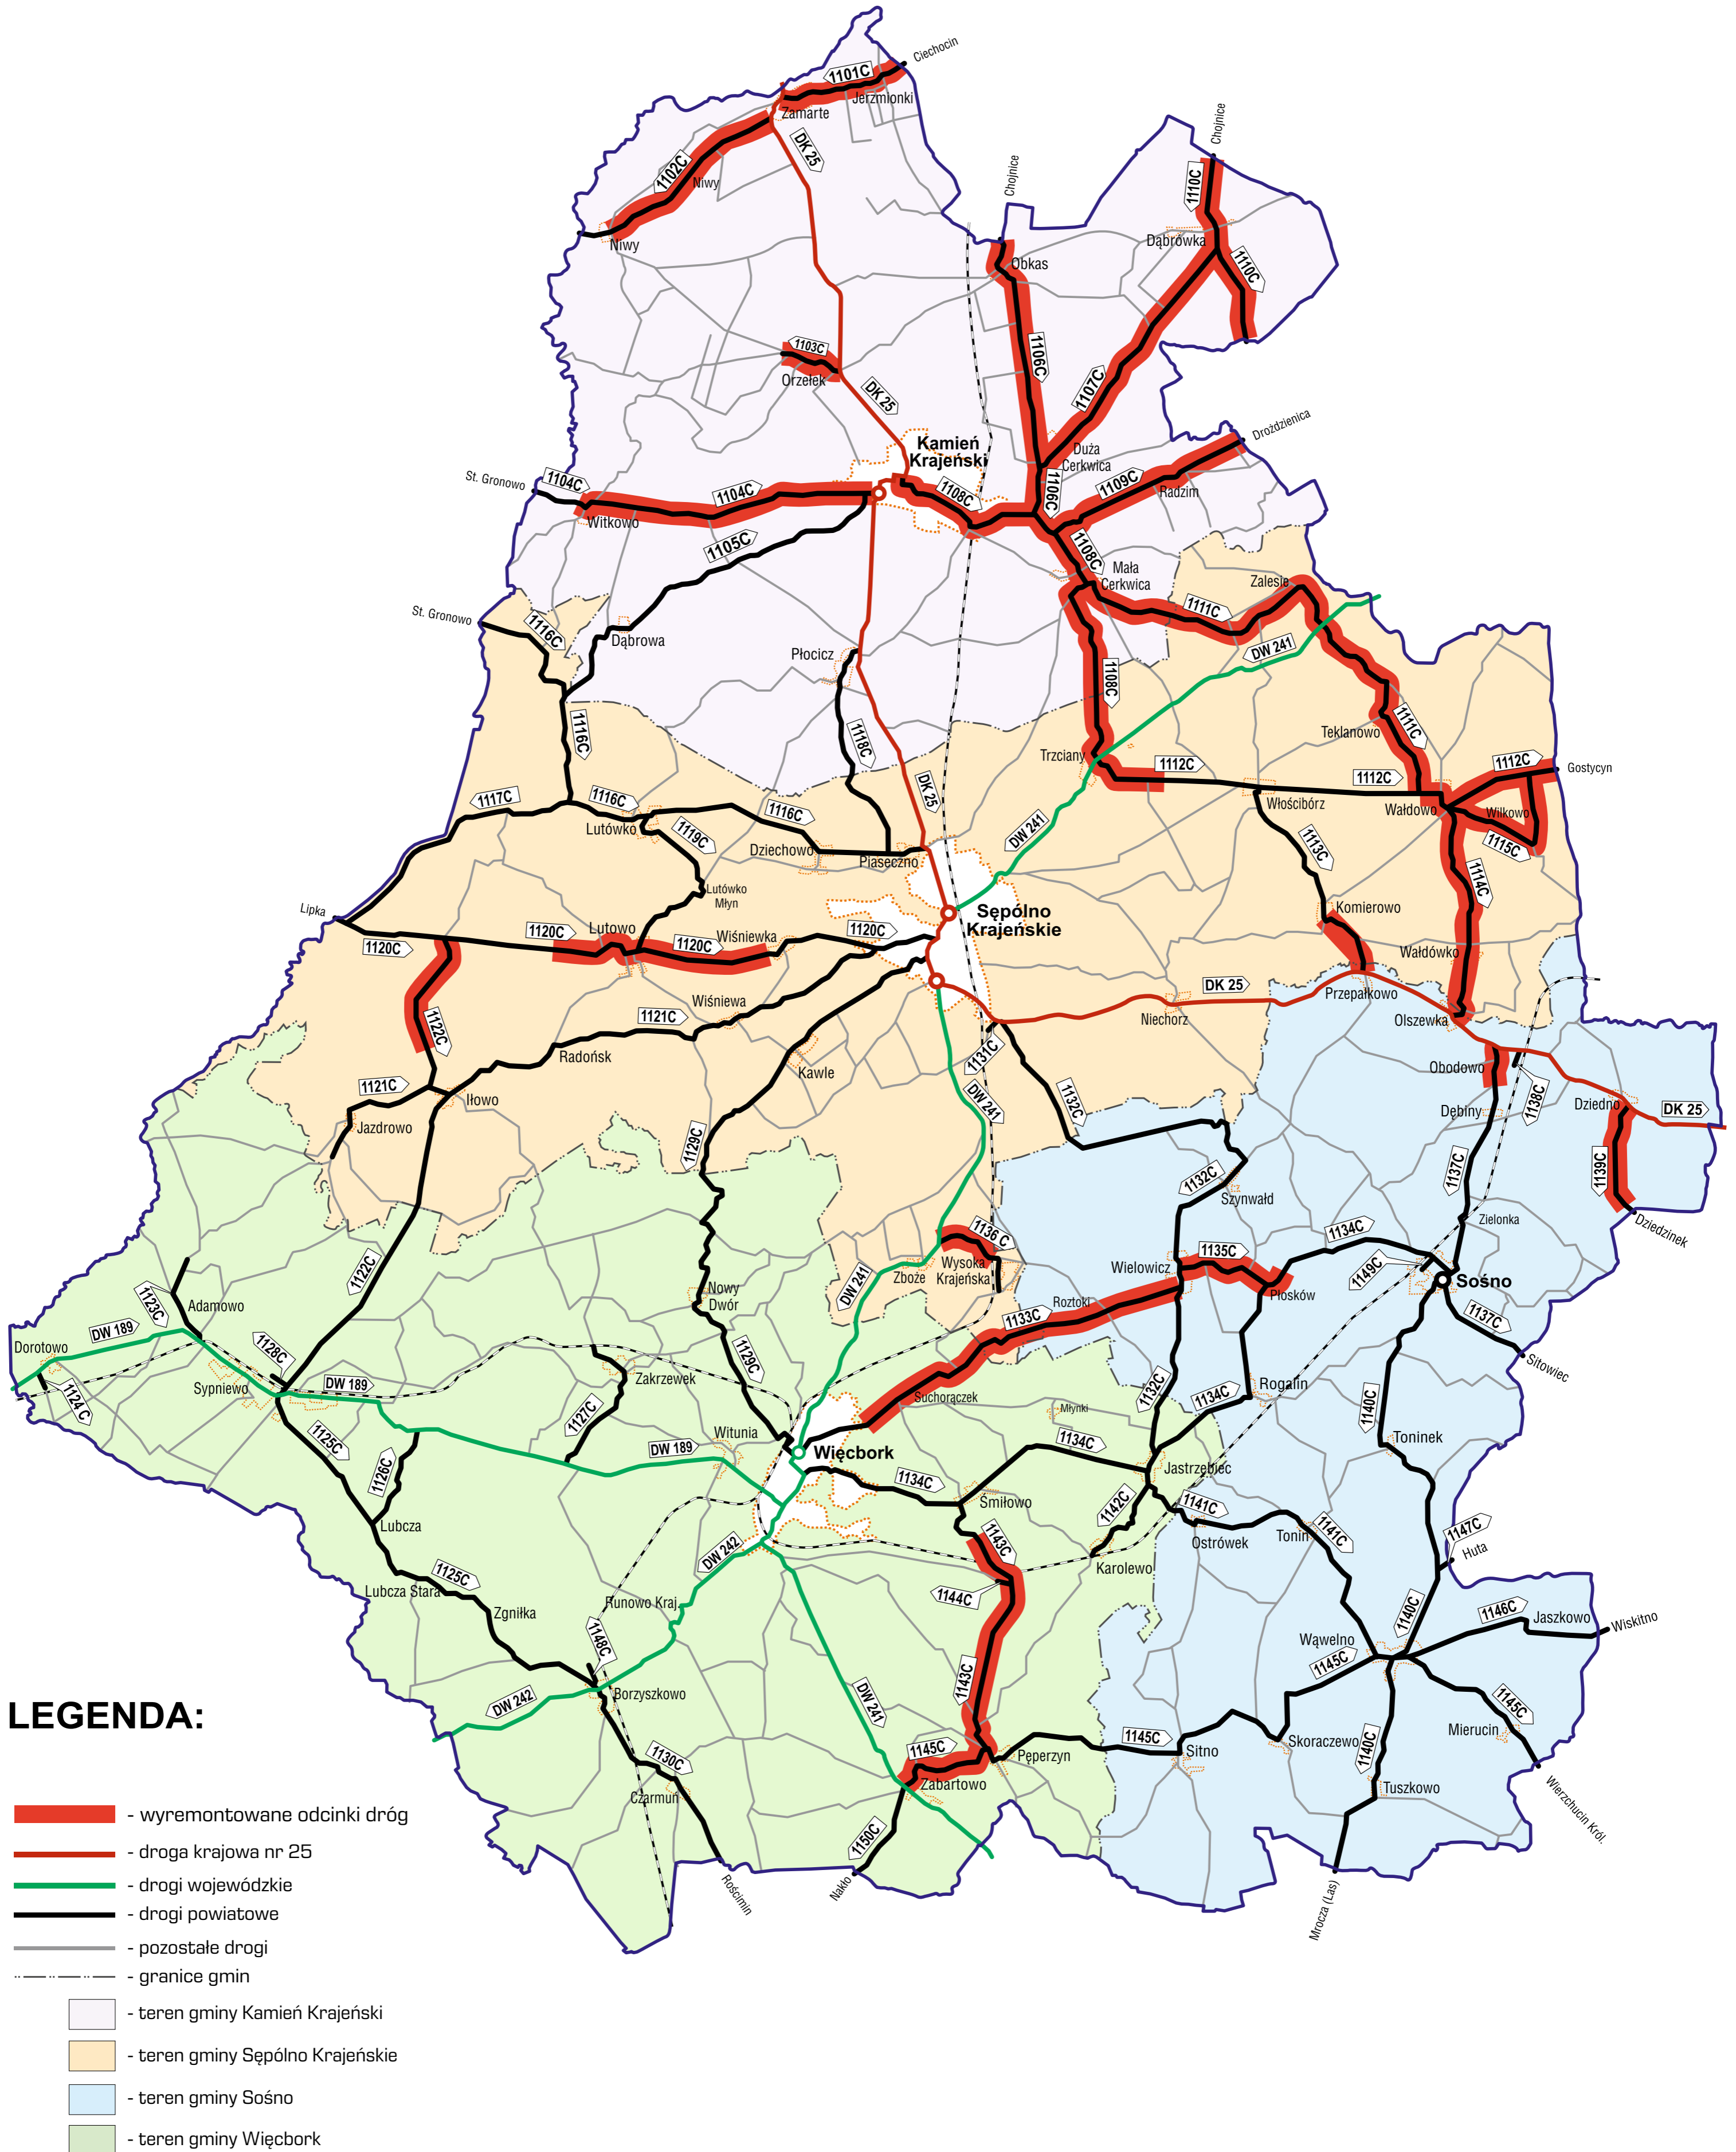 Ciechocin
1101C
Jerzmionki
Zamarte
DK 25
1102C
Niwy
Niwy
Chojnice
Chojnice
1110C
Dąbrówka
1110C
Obkas
1103C
Orzełek
DK 25
1106C
1107C
Kamień
Krajeński
Duża
Cerkwica
Drożdzienica
St. Gronowo
1104C
1104C
1108C
1106C
1109C
Radzim
Witkowo
1105C
1108C
Mała
Cerkwica
Zalesie
St. Gronowo
1116C
Dąbrowa
1111C
DW 241
Płocicz
1108C
1116C
1118C
Teklanowo
1111C
Trzciany
1112C
1112C
1112C
Gostycyn
DK 25
1117C
1116C
1116C
Włościbórz
Wałdowo
Wilkowo
Lutówko
1119C
DW 241
Dziechowo
Piaseczno
1113C
1115C
1114C
Lutówko
Młyn
Lipka
Sępólno
Krajeńskie
Komierowo
1120C
1120C
Lutowo
1120C
Wiśniewka
1120C
Wałdówko
DK 25
Przepałkowo
Niechorz
Olszewka
Wiśniewa
1121C
1122C
Radońsk
1131C
Kawle
Obodowo
1138C
1121C
Iłowo
DW 241
1132C
Dębiny
Dziedno
DK 25
Jazdrowo
1129C
1137C
1139C
1132C
Szynwałd
Zielonka
Dziedzinek
1136 C
1134C
1122C
Zboże
Wysoka
Krajeńska
Wielowicz
1135C
1149C
Sośno
Nowy
Dwór
DW 241
Roztoki
1133C
Płosków
1123C
Adamowo
1137C
DW 189
Dorotowo
1128C
1129C
Sitowiec
Sypniewo
DW 189
Zakrzewek
1124 C
Suchorączek
1132C
1134C
Rogalin
1127C
Młynki
1140C
1125C
Witunia
DW 189
Więcbork
1134C
Toninek
1126C
1134C
Jastrzębiec
Śmiłowo
1142C
1141C
Lubcza
Ostrówek
Tonin
1141C
1147C
Huta
DW 242
1143C
Karolewo
1125C
Lubcza Stara
1144C
Zgniłka
Runowo Kraj.
1140C
1146C
Jaszkowo
Wiskitno
1148C
Wąwelno
1145C
1143C
Borzyszkowo
DW 242
DW 241
1145C
Mierucin
1145C
1145C
Pęperzyn
Sitno
Skoraczewo
1140C
1130C
Zabartowo
Tuszkowo
Czarmuń
Wierzchucin Król.
1150C
Nakło
Rościmin
Mrocza (Las)
LEGENDA:
- wyremontowane odcinki dróg
- droga krajowa nr 25
- drogi wojewódzkie
- drogi powiatowe
- pozostałe drogi
- granice gmin
- teren gminy Kamień Krajeński
- teren gminy Sępólno Krajeńskie
- teren gminy Sośno
- teren gminy Więcbork